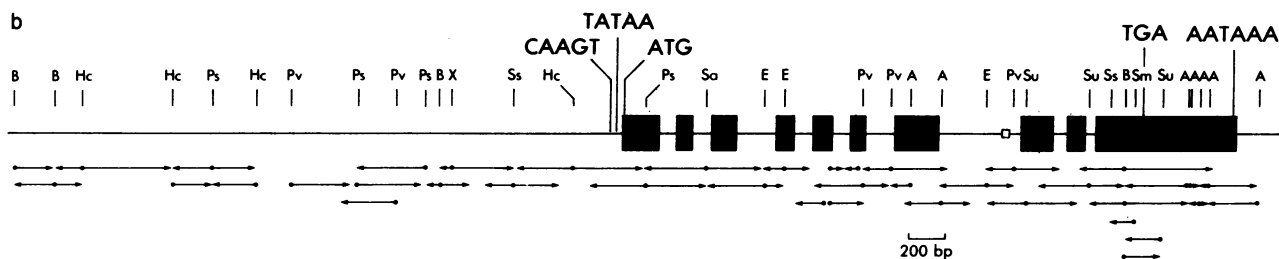 b
TATAA
TGA AATAAA
CAAGT ATG
B B Hc Hc Ps Hc Pv Ps Pv Ps B X Ss Hc Ps Sa E E Pv Pv A A E Pv Su Su Ss B Sm Su A A A A A
200 bp